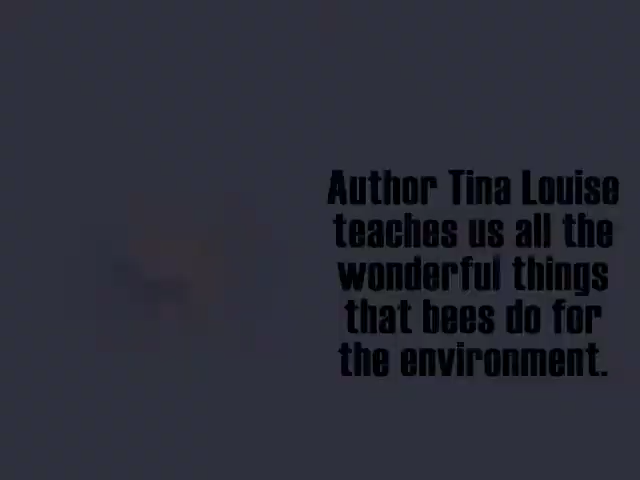 Author Tina Louise
teaches us all the
wonderful things
that bees do for
the environment.